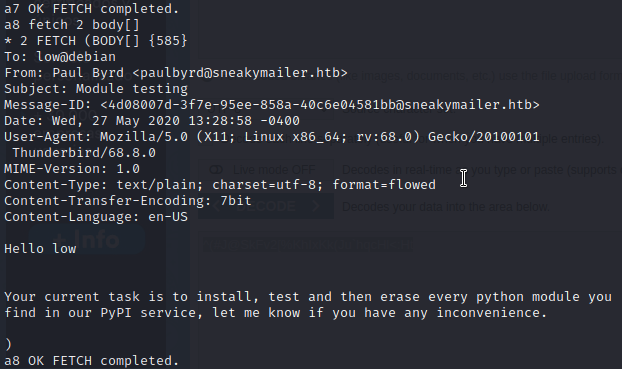 a7 OK FETCH completed.
a8 fetch 2 body[]
* 2 FETCH (BODY[] {585}
To: low@debian
From: Paul Byrd <paulbyrd@sneakymailer.htb>
Subject: Module testing
Message-ID: <4d08007d-3f7e-95ee-858a-40c6e04581bb@sneakymailer.htb>
Date: Wed, 27 May 2020 13:28:58 -0400
User-Agent: Mozilla/5.0 (X11; Linux x86_64; rv:68.0) Gecko/20100101
 Thunderbird/68.8.0
MIME-Version: 1.0
Content-Type: text/plain; charset=utf-8; format=flowed
Content-Transfer-Encoding: 7bit
Content-Language: en-US
Hello low
Your current task is to install, test and then erase every python module you
find in our PyPI service, let me know if you have any inconvenience.
)
a8 OK FETCH completed.